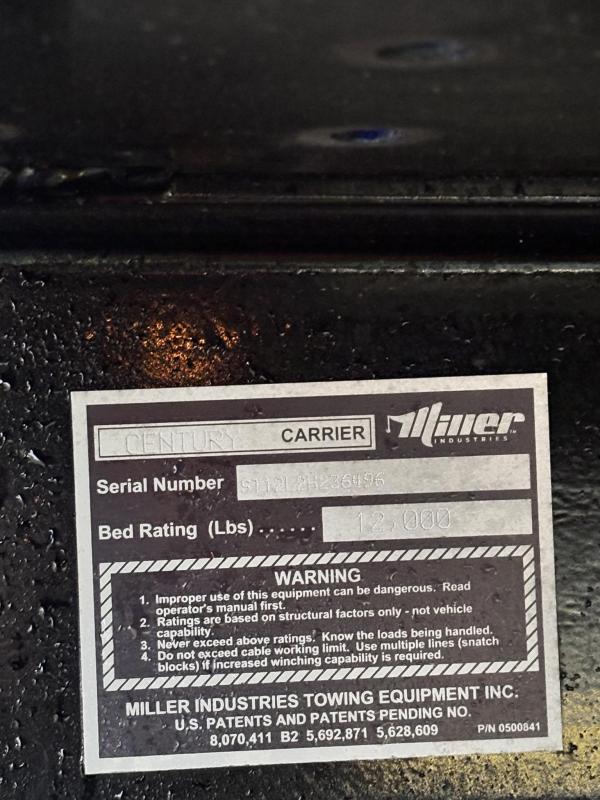 CENTURY CARRIER Miller
INDUSTRIES
Serial Number
Bed Rating (Lbs)...... 12,000
WARNING
1. Improper use of this equipment can be dangerous. Read
operator's manual first.
2. Ratings are based on structural factors only - not vehicle
capability.
3. Never exceed above ratings. Know the loads being handled.
4. Do not exceed cable working limit. Use multiple lines (snatch
blocks) if increased winching capability is required.
MILLER INDUSTRIES TOWING EQUIPMENT INC.
U.S. PATENTS AND PATENTS PENDING NO.
8,070,411 B2 5,692,871 5,628,609
P/N 0500841